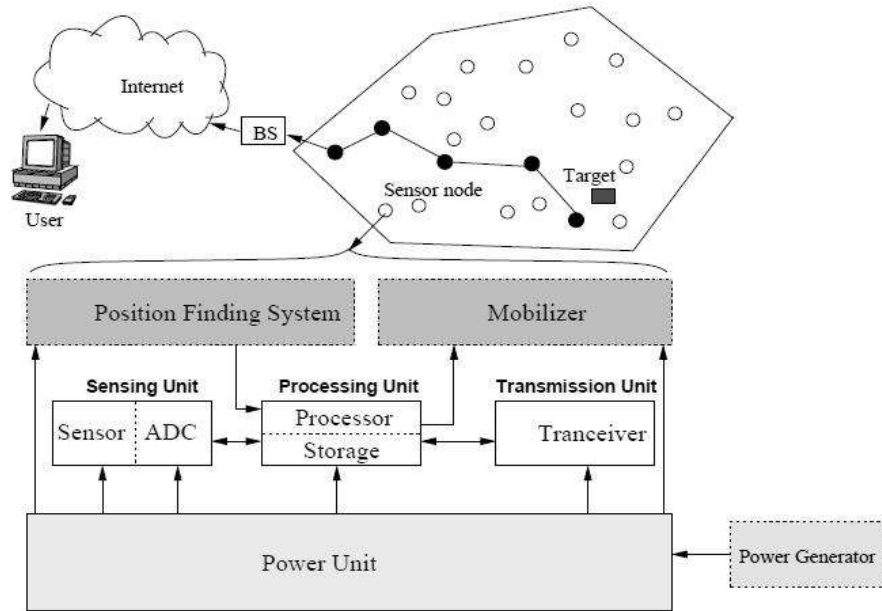 Internet
BS
User
Sensor node
Target
Position Finding System
Mobilizer
Sensing Unit
Processing Unit
Transmission Unit
Sensor
ADC
Processor
Storage
Tranceiver
Power Unit
Power Generator